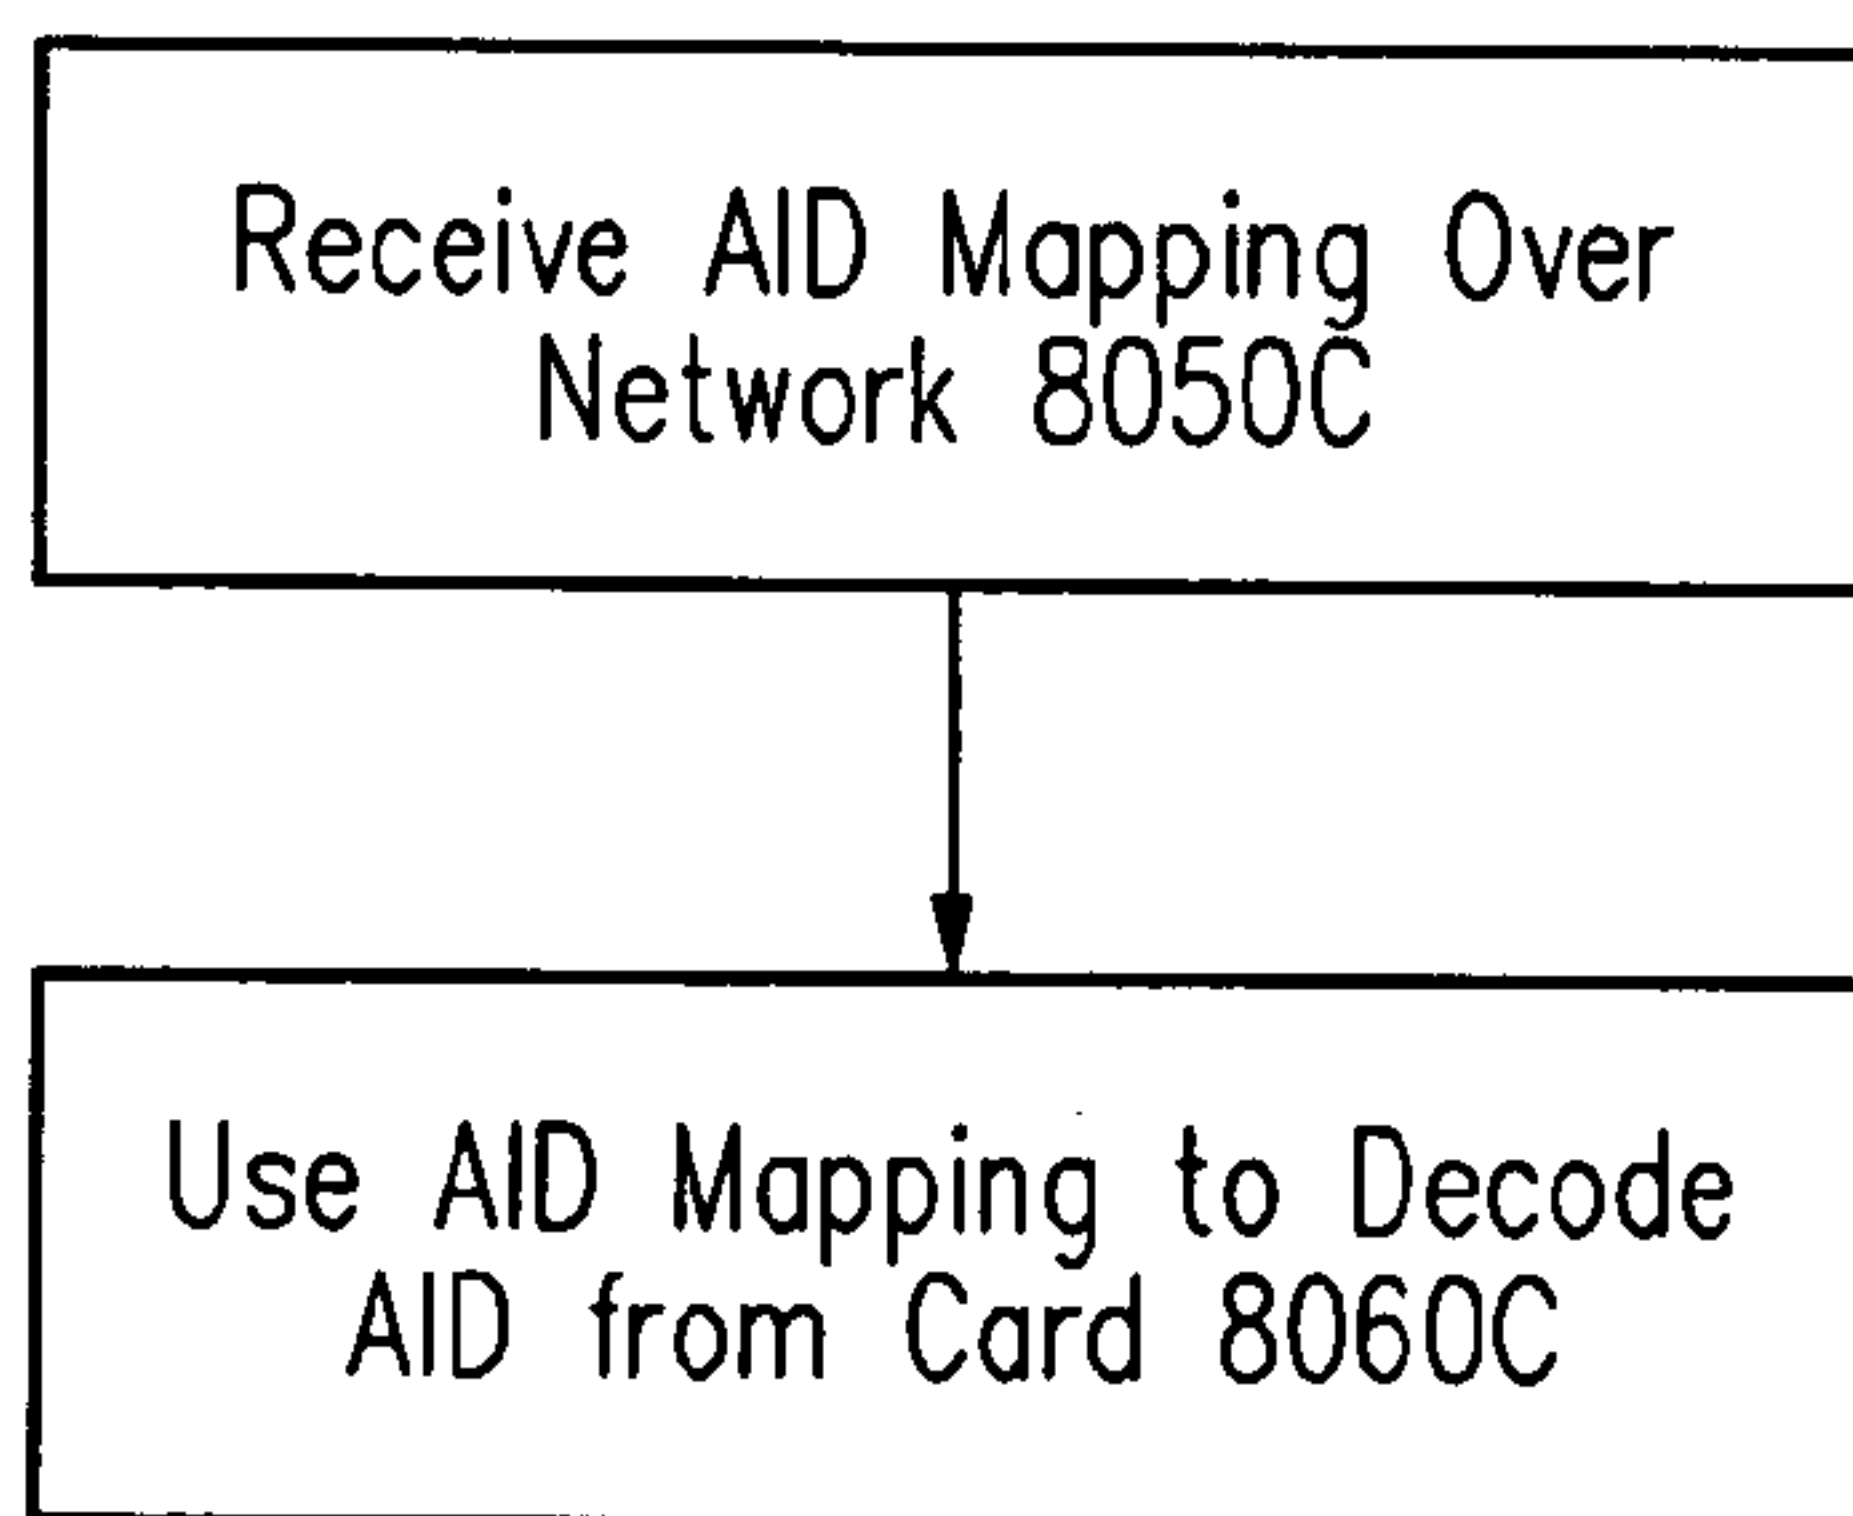 Receive AID Mapping Over
Network 8050C
Use AID Mapping to Decode
AID from Card 8060C